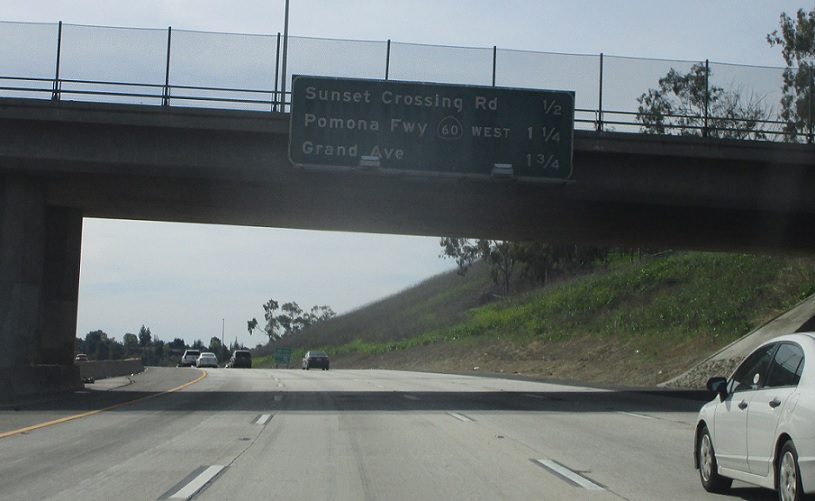 Sunset Crossing Rd 1/2
Pomona Fwy 60 WEST 1 1/4
Grand Ave 1 3/4